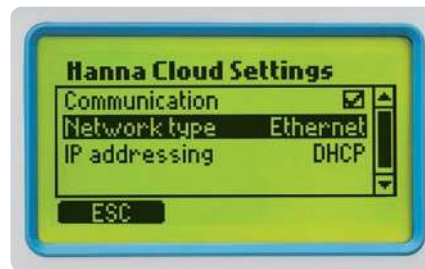 Hanna Cloud Settings
Communication
Network type Ethernet
IP addressing DHCP
ESC